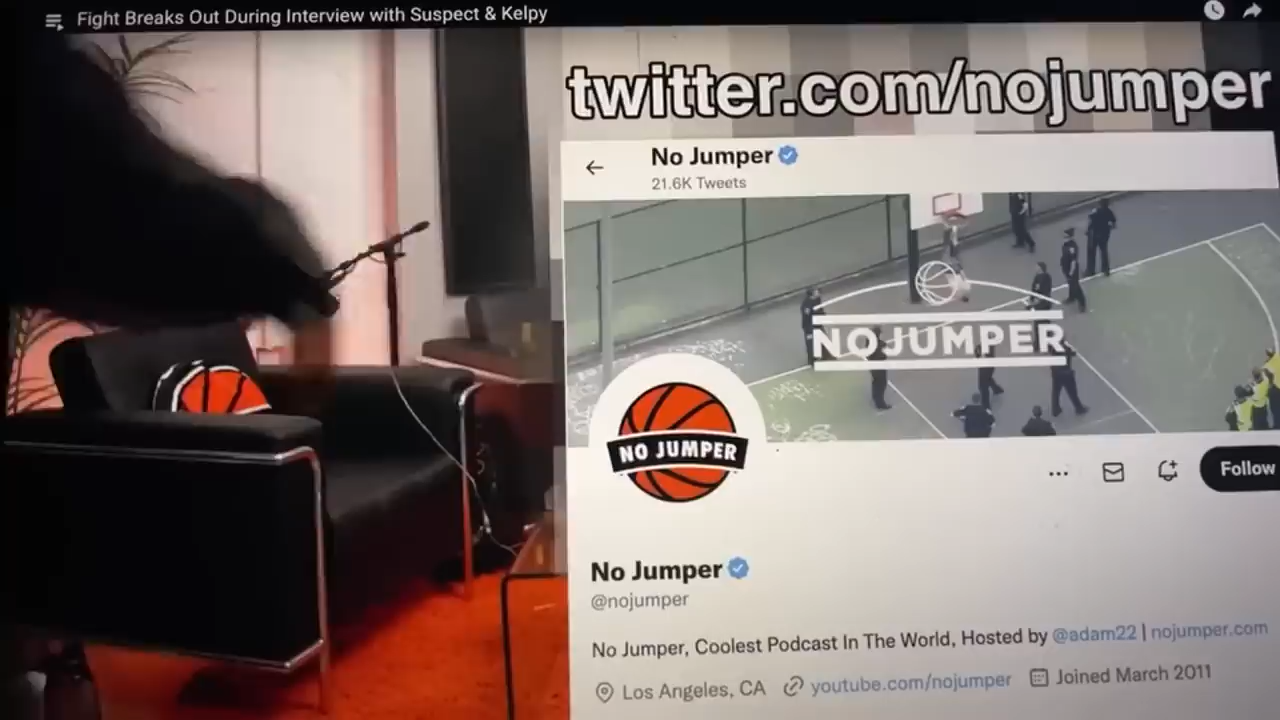 Fight Breaks Out During Interview with Suspect & Kelpy
twitter.com/nojumper
No Jumper
21.6K Tweets
NOJUMPER
NO JUMPER
Follow
No Jumper
@nojumper
No Jumper, Coolest Podcast In The World, Hosted by @adam22 | nojumper.com
Los Angeles, CA youtube.com/nojumper Joined March 2011